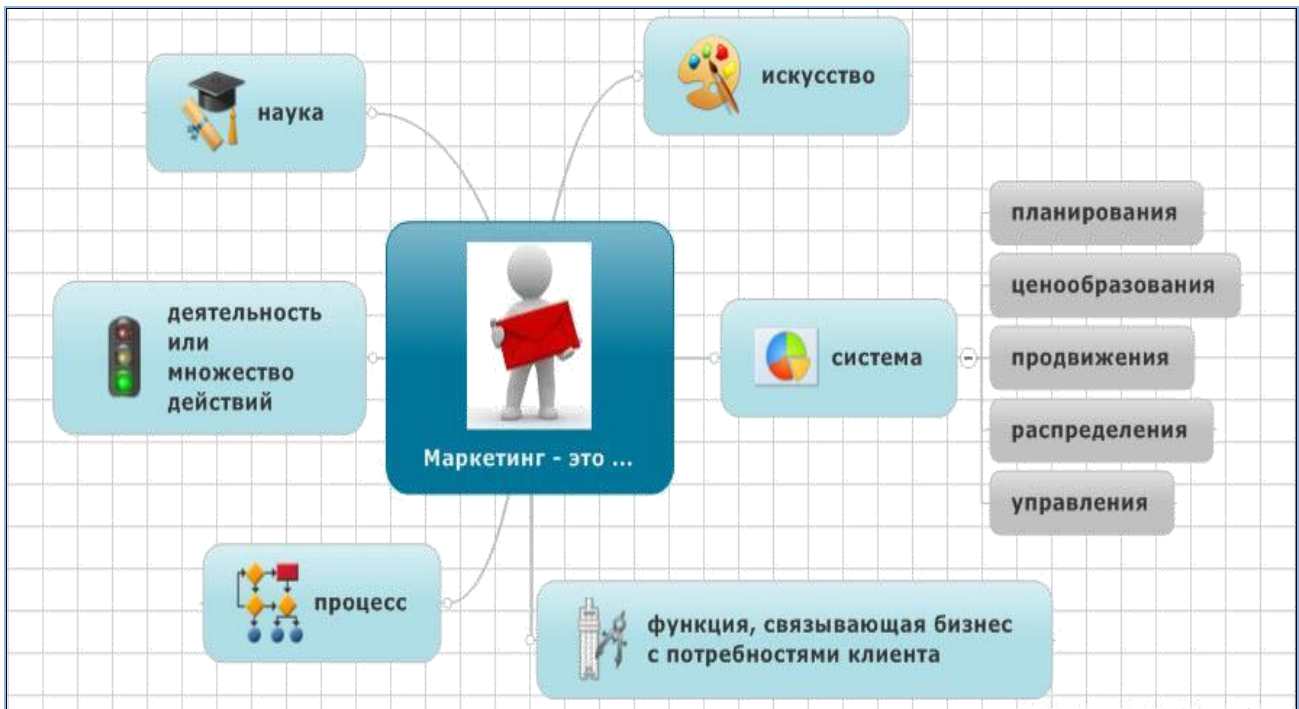 наука
искусство
деятельность
или
множество
действий
Маркетинг - это ...
система
планирования
ценообразования
продвижения
распределения
управления
процесс
функция, связывающая бизнес
с потребностями клиента